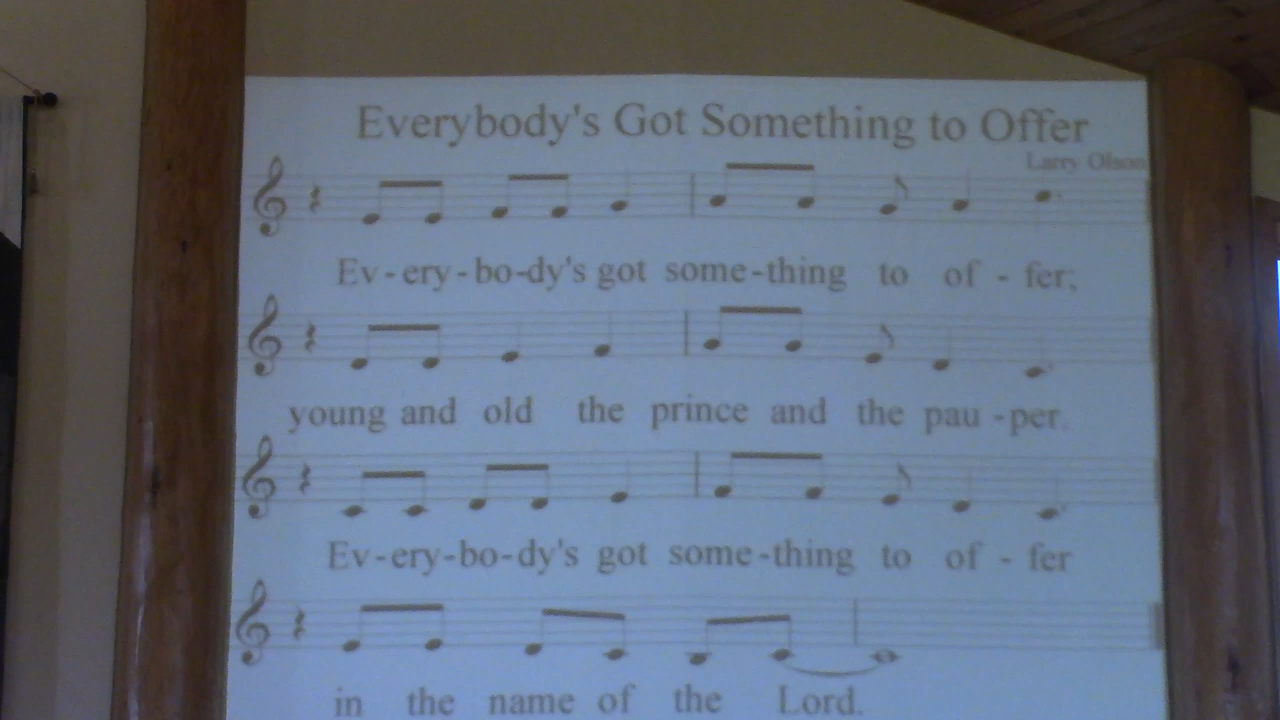 Everybody's Got Something to Offer
Larry Olson
Ev - ery - bo - dy's got some - thing to of - fer;
young and old the prince and the pau - per.
Ev - ery - bo - dy's got some - thing to of - fer
in the name of the Lord.